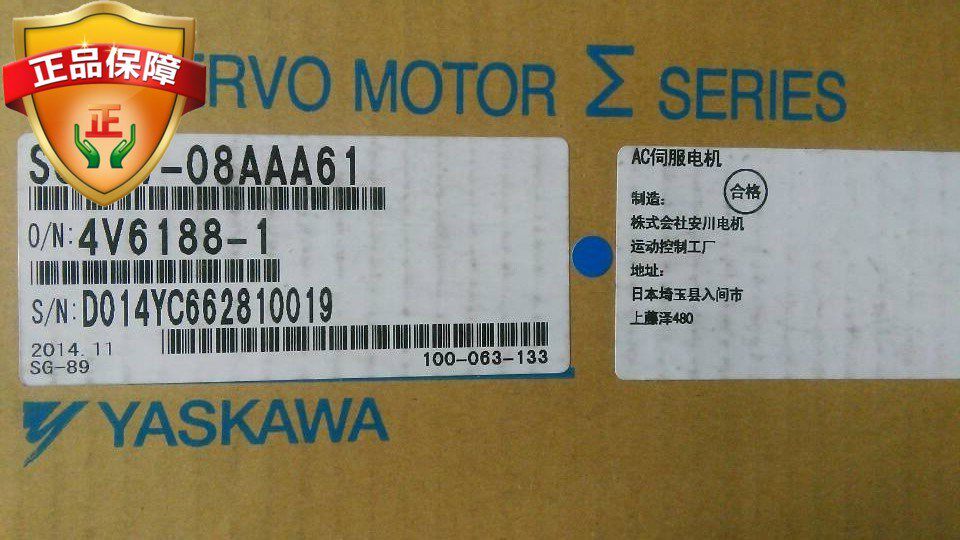 正品保障
正
RVO MOTOR Σ SERIES
-08AAA61
O/N: 4V6188-1
S/N: D014YC662810019
2014.11
SG-89
100-063-133
YASKAWA
AC伺服电机
合格
制造:
株式会社安川电机
运动控制工厂
地址:
日本埼玉县入间市
上藤泽480